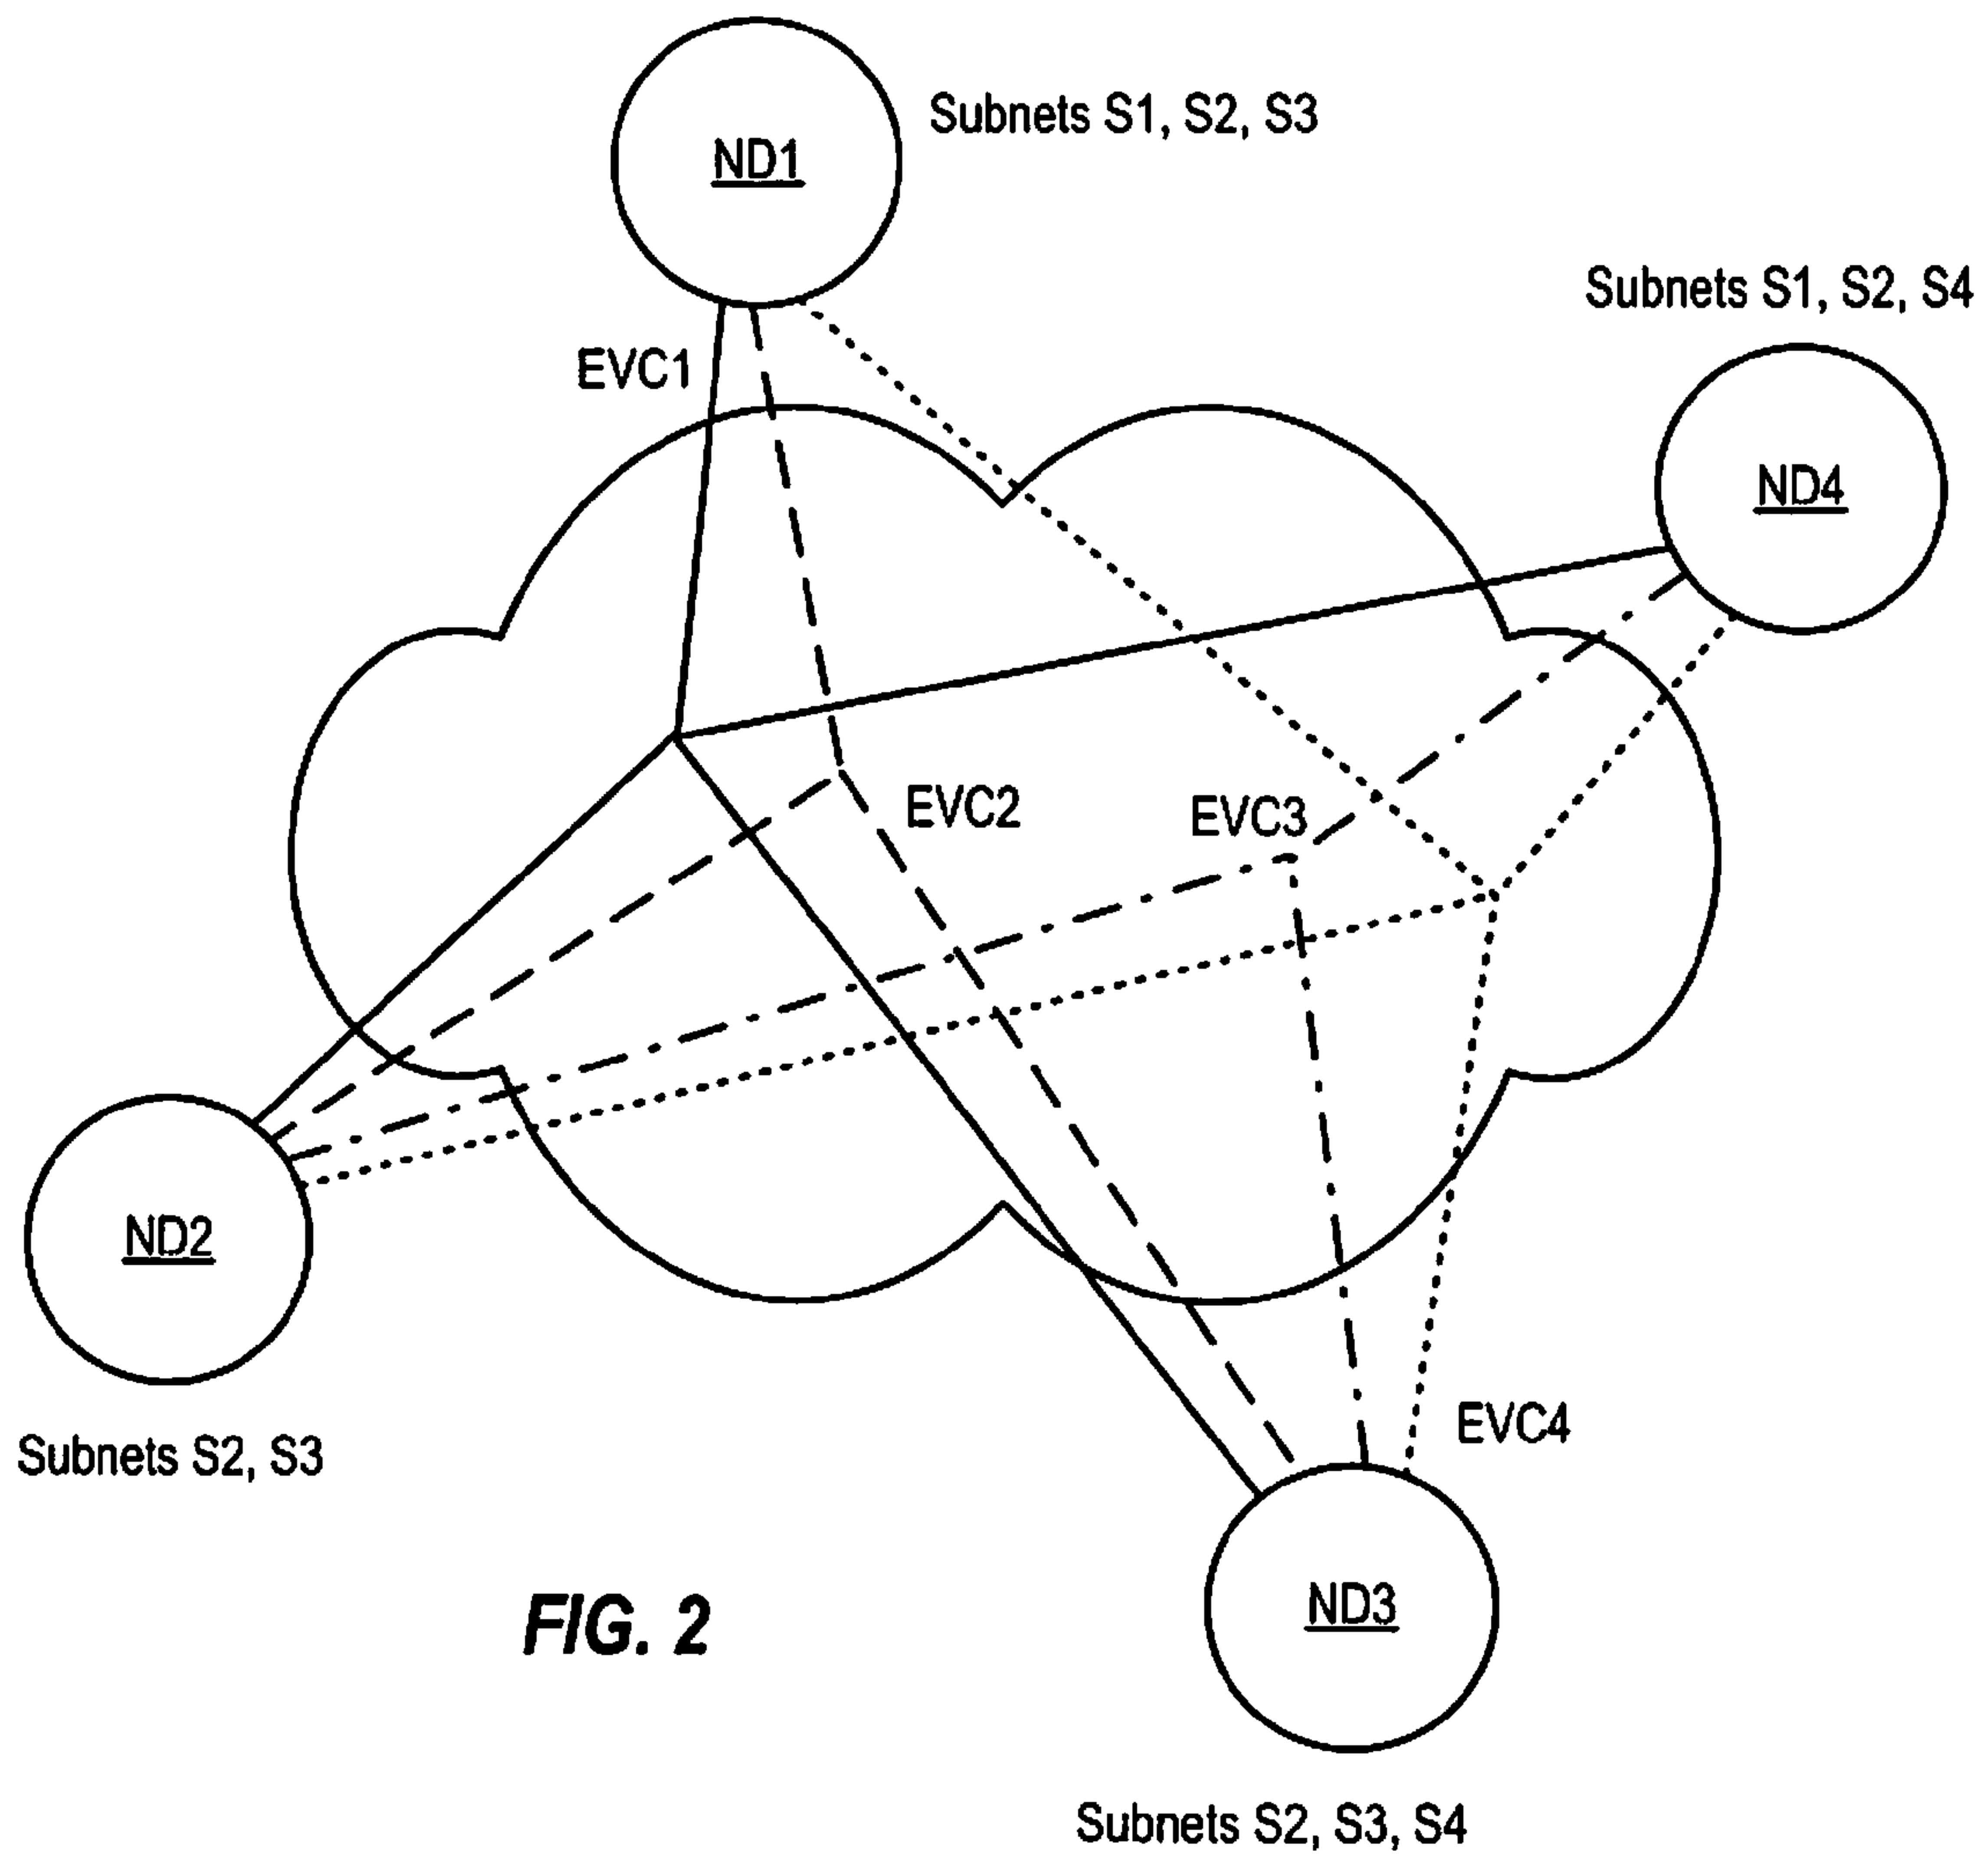 ND1
Subnets S1, S2, S3
Subnets S1, S2, S4
EVC1
ND4
EVC2
EVC3
ND2
EVC4
Subnets S2, S3
ND3
FIG. 2
Subnets S2, S3, S4